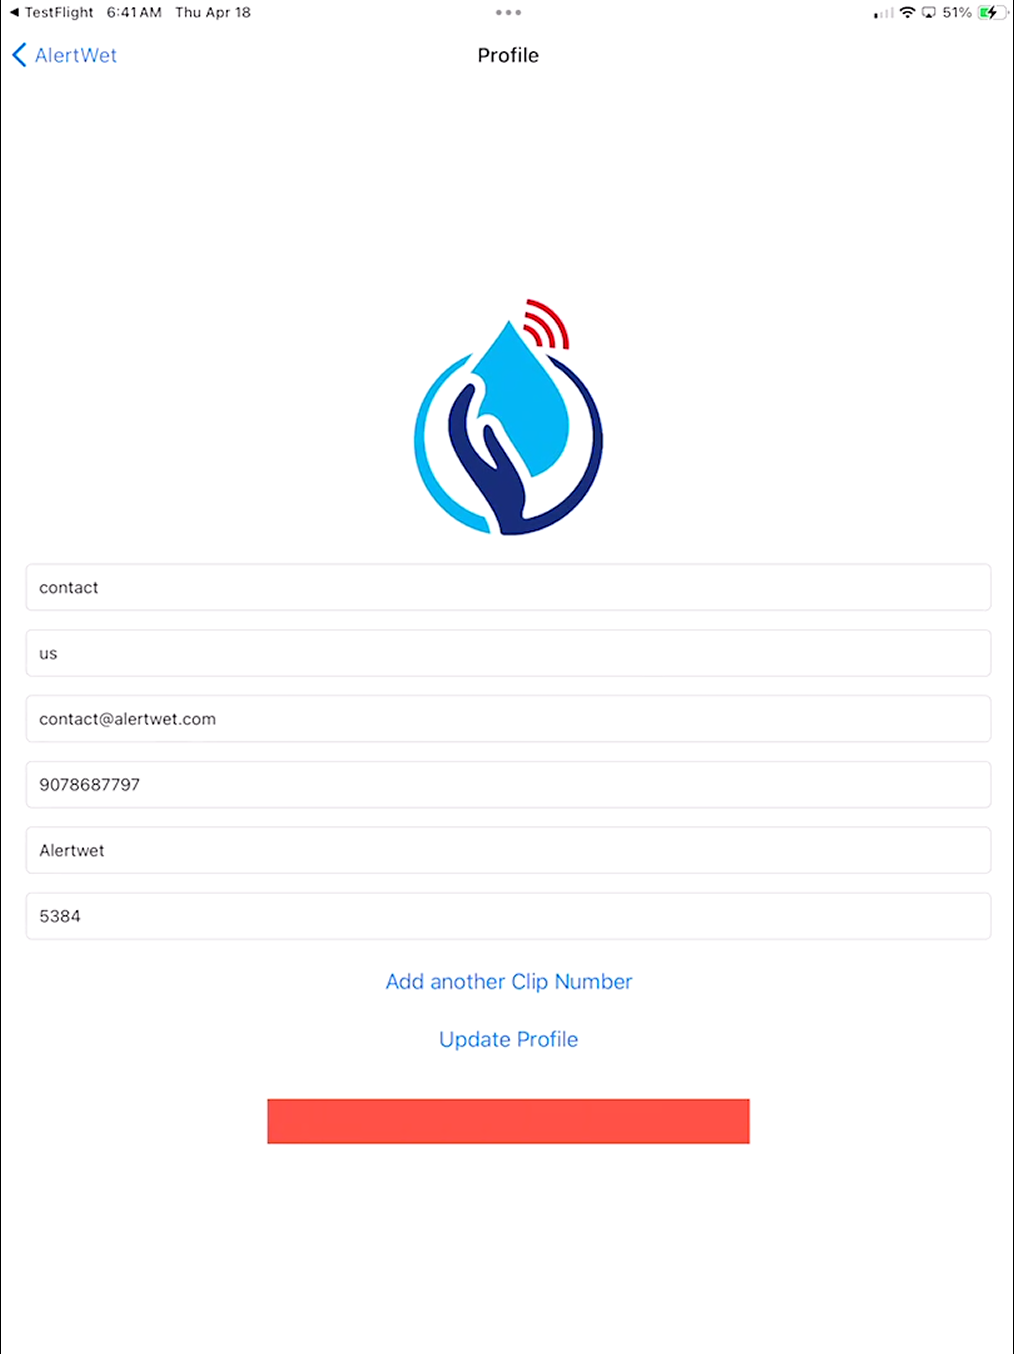 TestFlight 6:41 AM Thu Apr 18 51%
AlertWet Profile
contact
us
contact@alertwet.com
9078687797
Alertwet
5384
Add another Clip Number
Update Profile